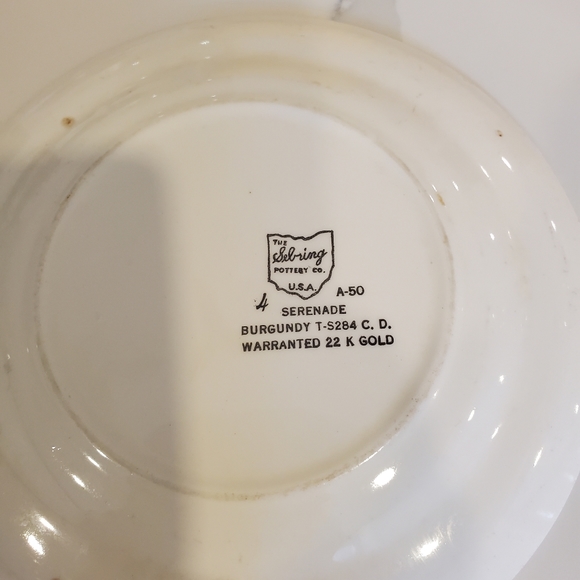 THE
Sebring
POTTERY CO.
U.S.A.
4 A-50
SERENADE
BURGUNDY T-S284 C. D.
WARRANTED 22 K GOLD